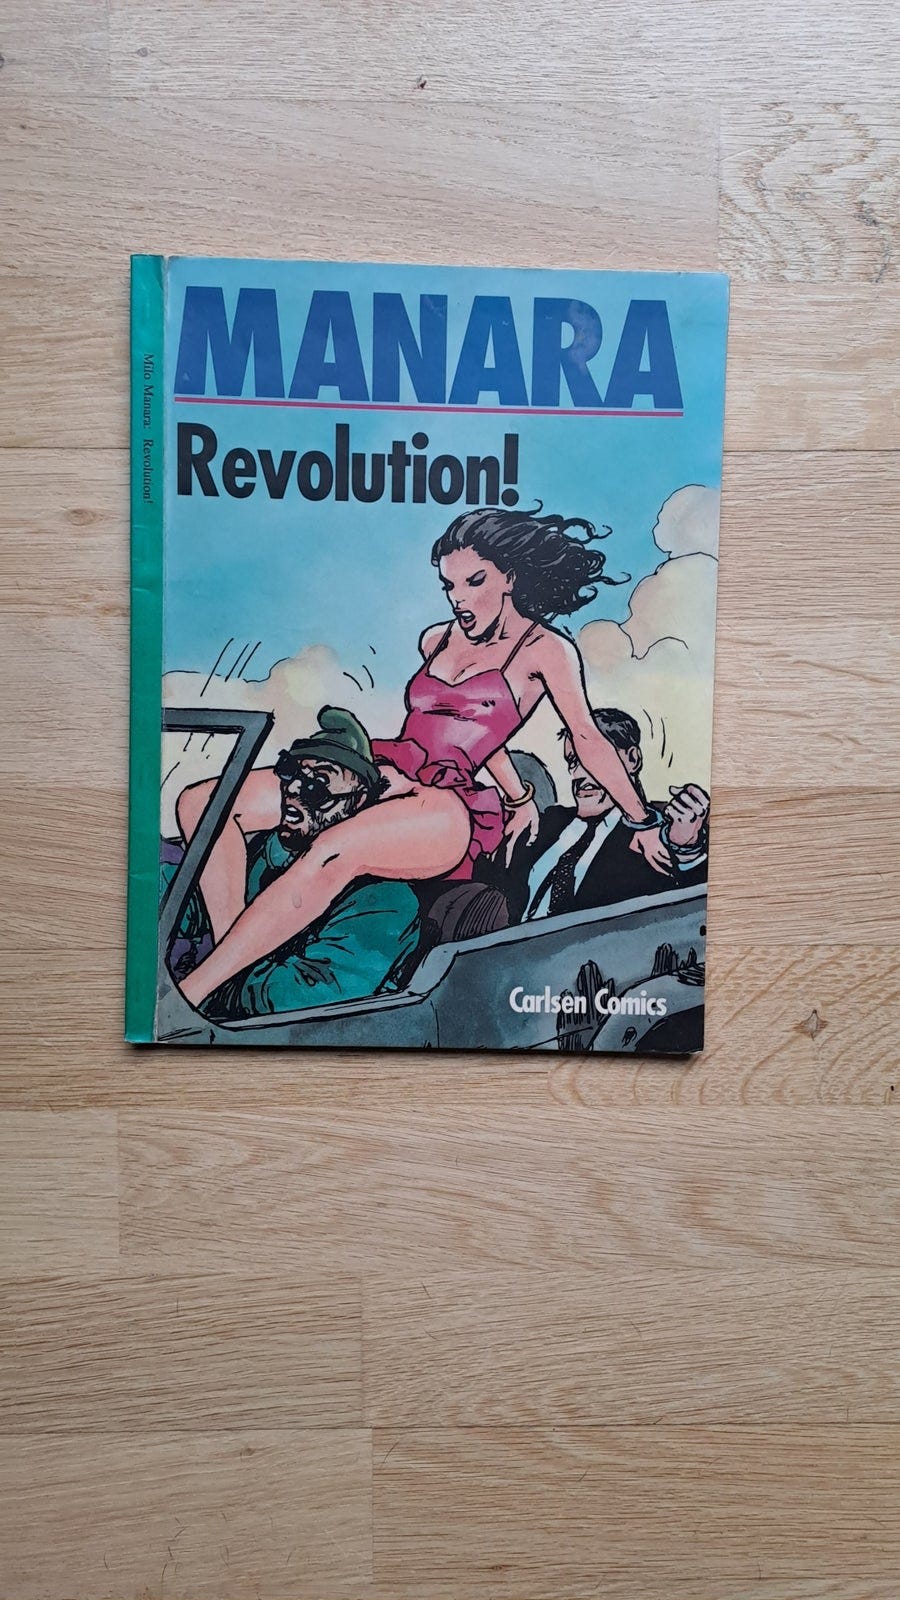 MANARA
Revolution!
Milo Manara: Revolution!
Carlsen Comics